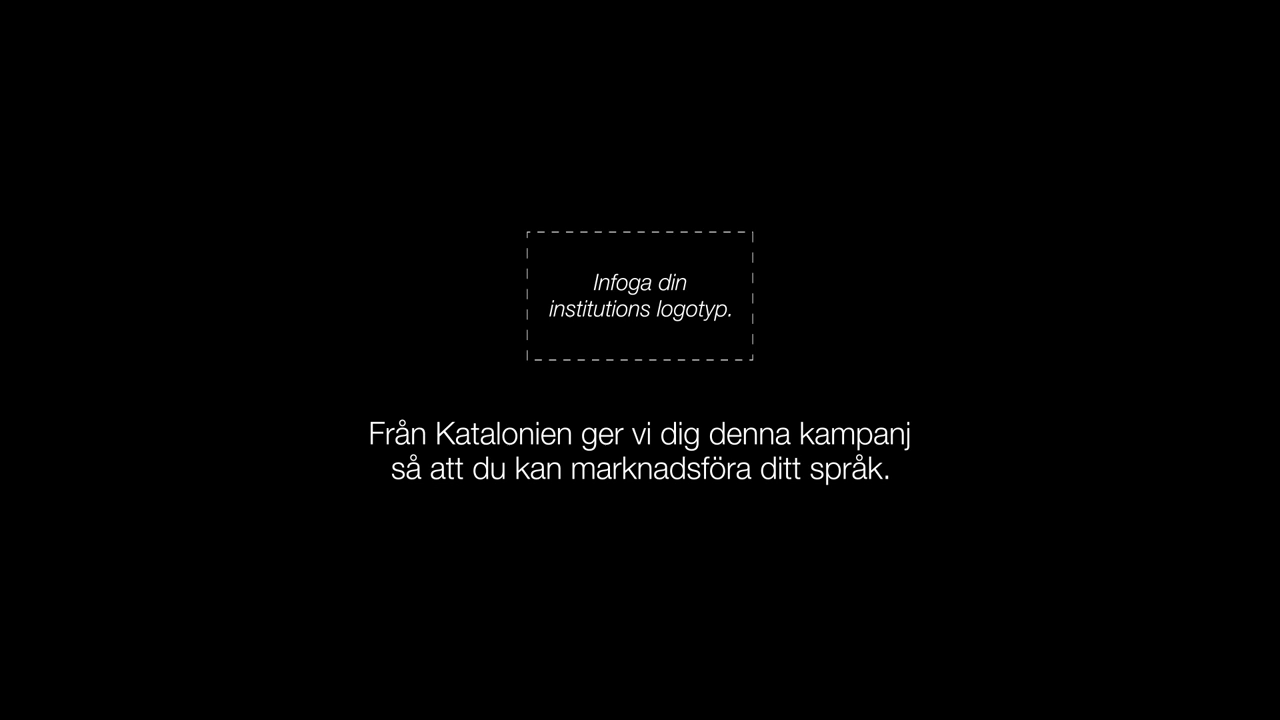 Infoga din
institutions logotyp.
Från Katalonien ger vi dig denna kampanj
så att du kan marknadsföra ditt språk.